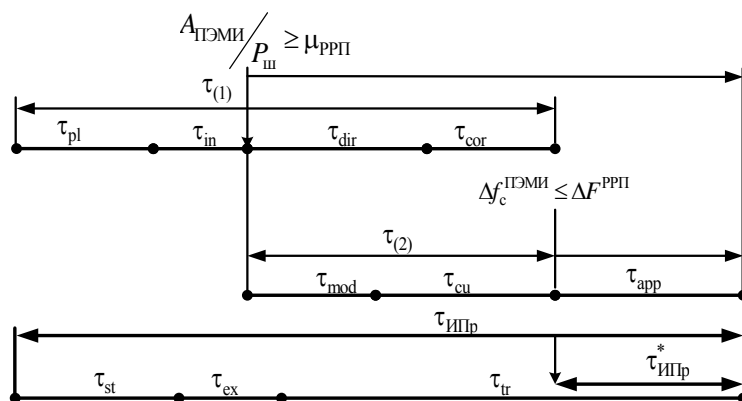 A_ПЭМИ / P_ш ≥ μ_РРП
τ_(1)
τ_pl τ_in τ_dir τ_cor
Δf_c^ПЭМИ ≤ ΔF^РРП
τ_(2)
τ_mod τ_cu τ_app
τ_ИПр
τ*_ИПр
τ_st τ_ex τ_tr